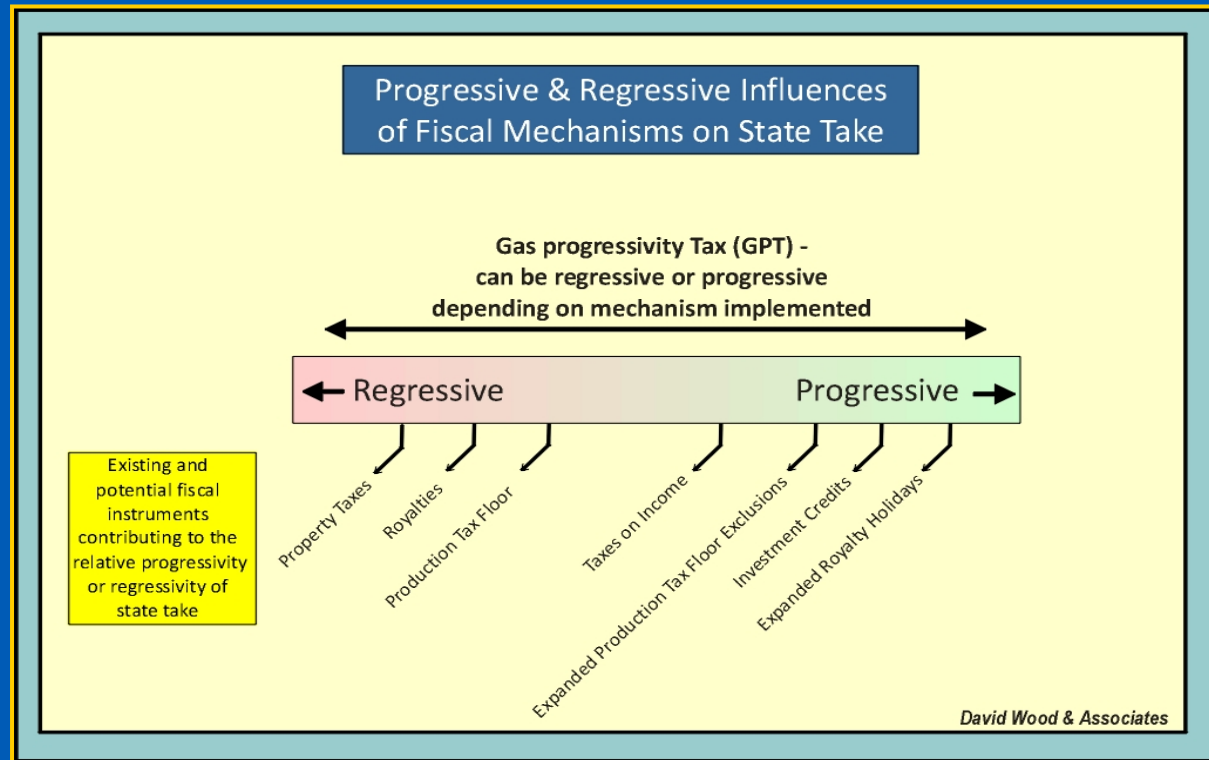 Progressive & Regressive Influences
of Fiscal Mechanisms on State Take
Gas progressivity Tax (GPT) -
can be regressive or progressive
depending on mechanism implemented
Regressive
Progressive
Existing and
potential fiscal
instruments
contributing to the
relative progressivity
or regressivity of
state take
Property Taxes
Royalties
Production Tax Floor
Taxes on Income
Expanded Production Tax Floor Exclusions
Investment Credits
Expanded Royalty Holidays
David Wood & Associates